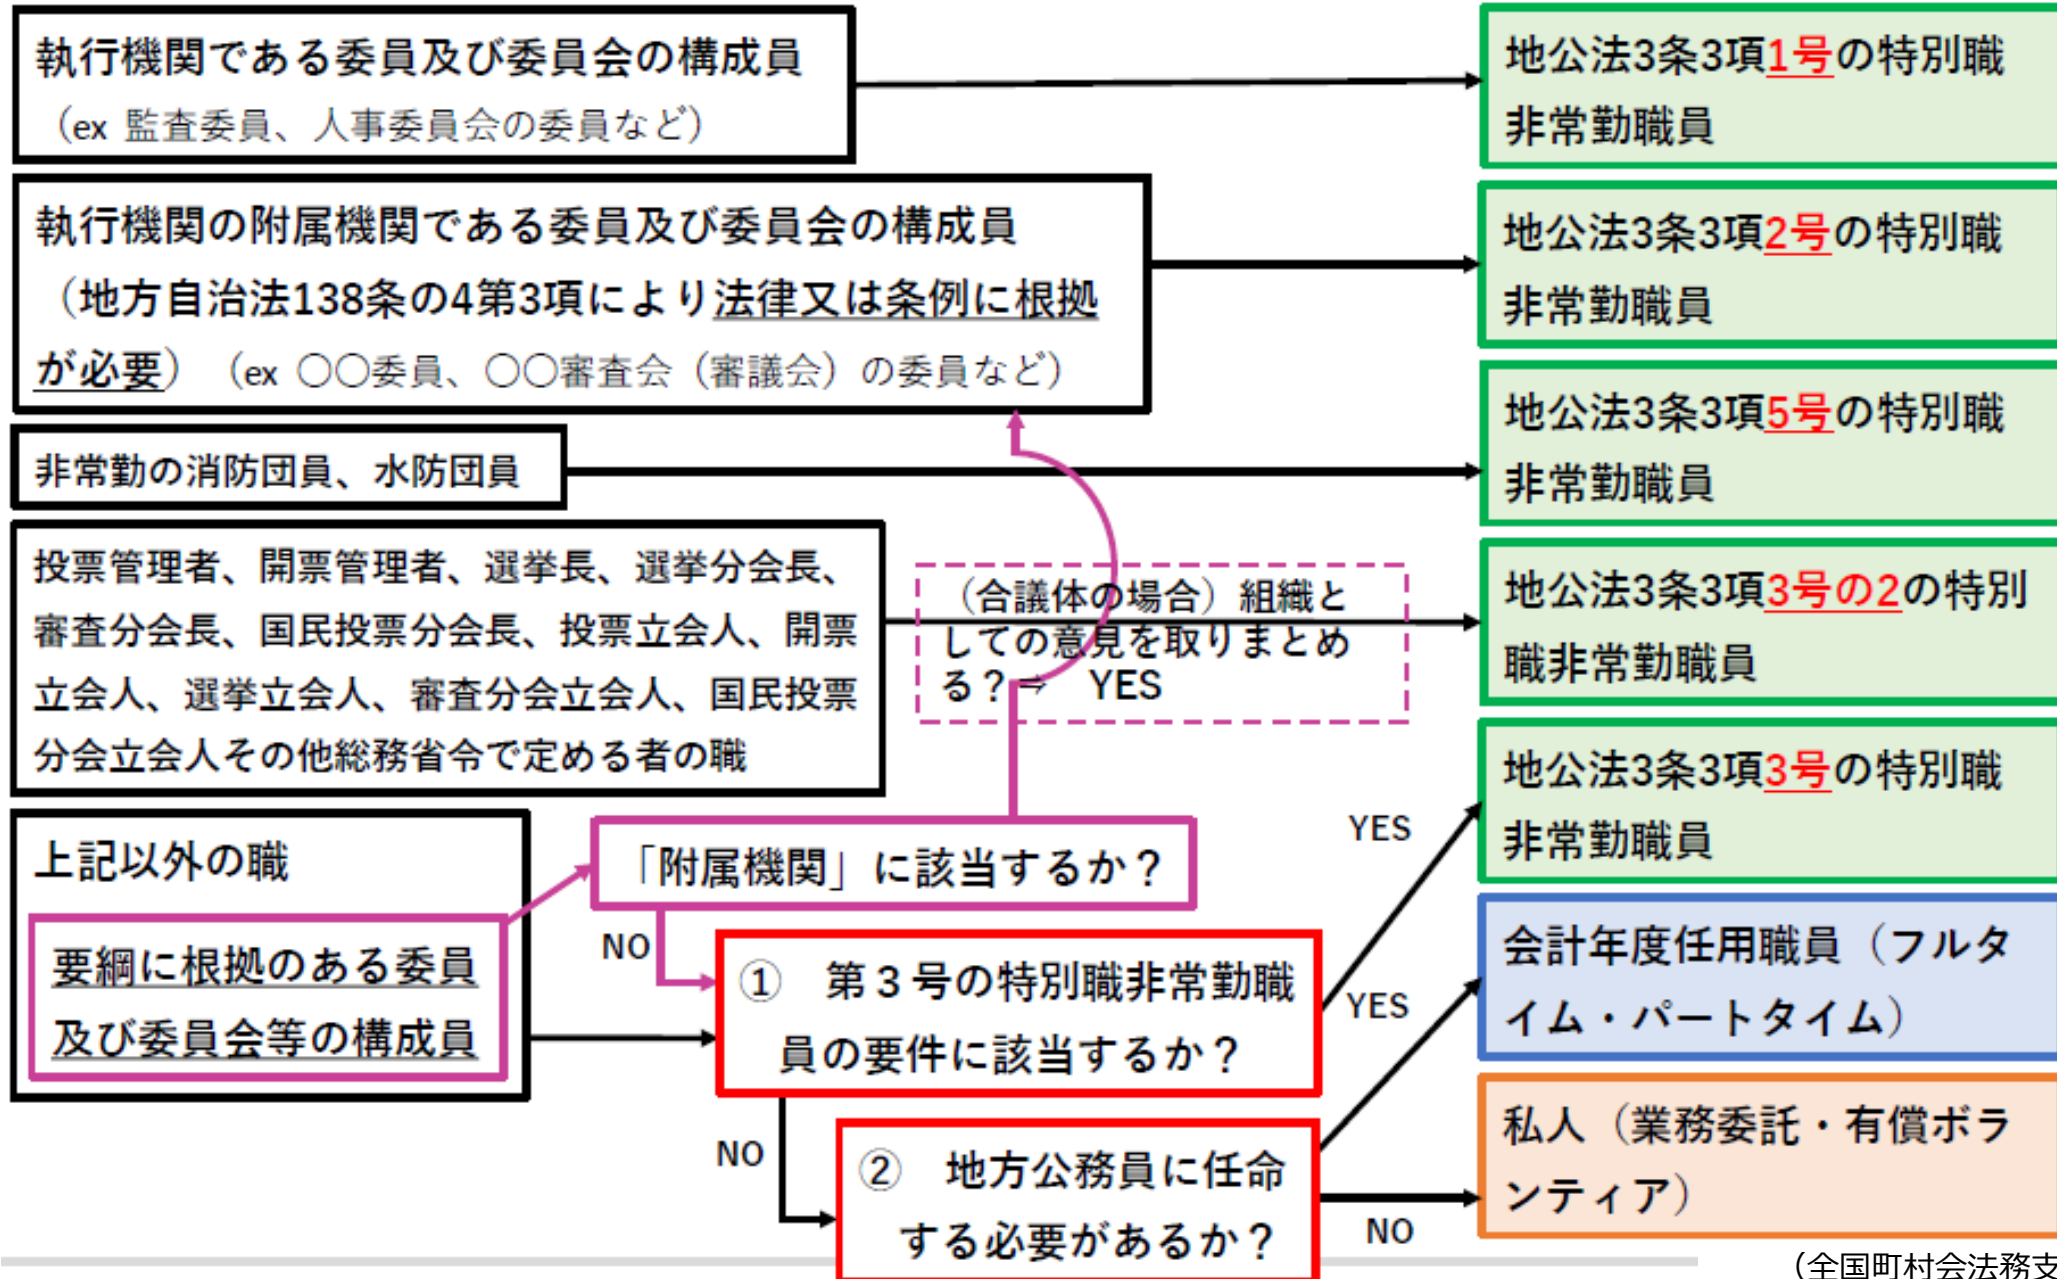 執行機関である委員及び委員会の構成員
（ex 監査委員、人事委員会の委員など）
地公法3条3項1号の特別職
非常勤職員
執行機関の附属機関である委員及び委員会の構成員
（地方自治法138条の4第3項により法律又は条例に根拠
が必要）（ex 〇〇委員、〇〇審査会（審議会）の委員など）
地公法3条3項2号の特別職
非常勤職員
非常勤の消防団員、水防団員
地公法3条3項5号の特別職
非常勤職員
投票管理者、開票管理者、選挙長、選挙分会長、
審査分会長、国民投票分会長、投票立会人、開票
立会人、選挙立会人、審査分会立会人、国民投票
分会立会人その他総務省令で定める者の職
（合議体の場合）組織と
しての意見を取りまとめ
る？⇒ YES
地公法3条3項3号の2の特別
職非常勤職員
上記以外の職
要綱に根拠のある委員
及び委員会等の構成員
「附属機関」に該当するか？
NO
① 第３号の特別職非常勤職
員の要件に該当するか？
YES
地公法3条3項3号の特別職
非常勤職員
NO
② 地方公務員に任命
する必要があるか？
YES
会計年度任用職員（フルタ
イム・パートタイム）
NO
私人（業務委託・有償ボラ
ンティア）
（全国町村会法務支